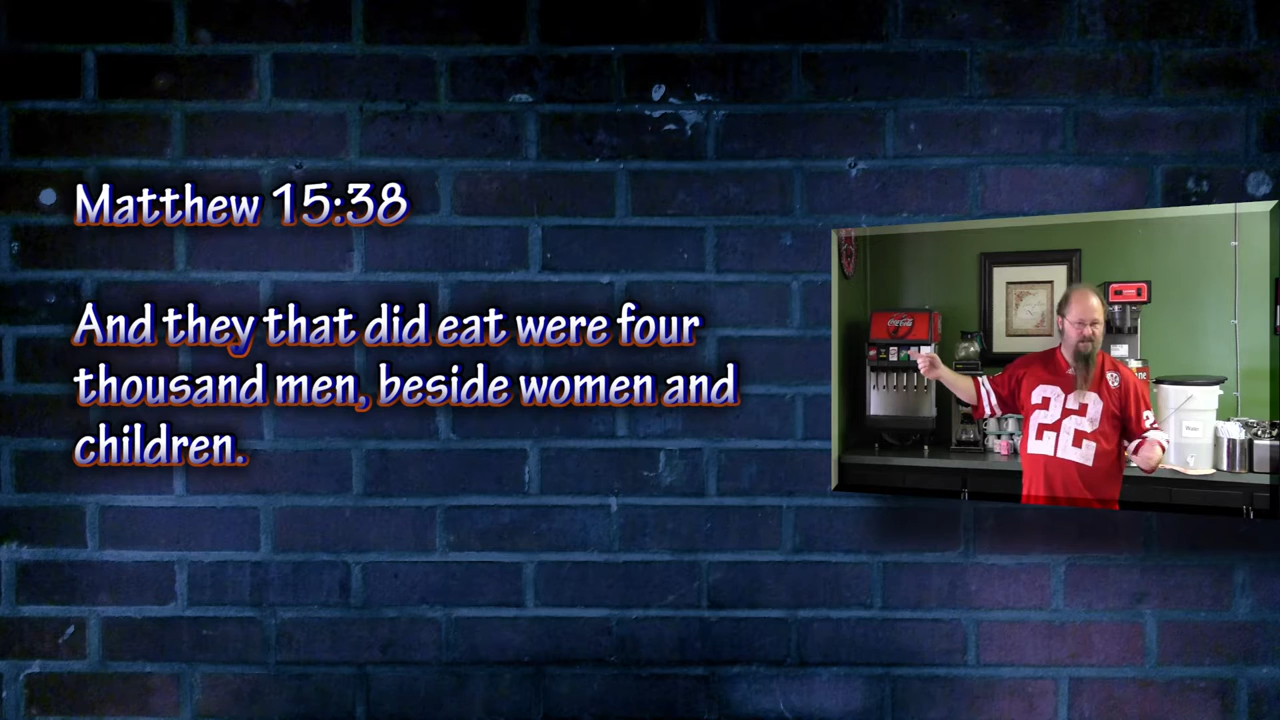 Matthew 15:38
And they that did eat were four
thousand men, beside women and
children.
Coca-Cola
22
Water